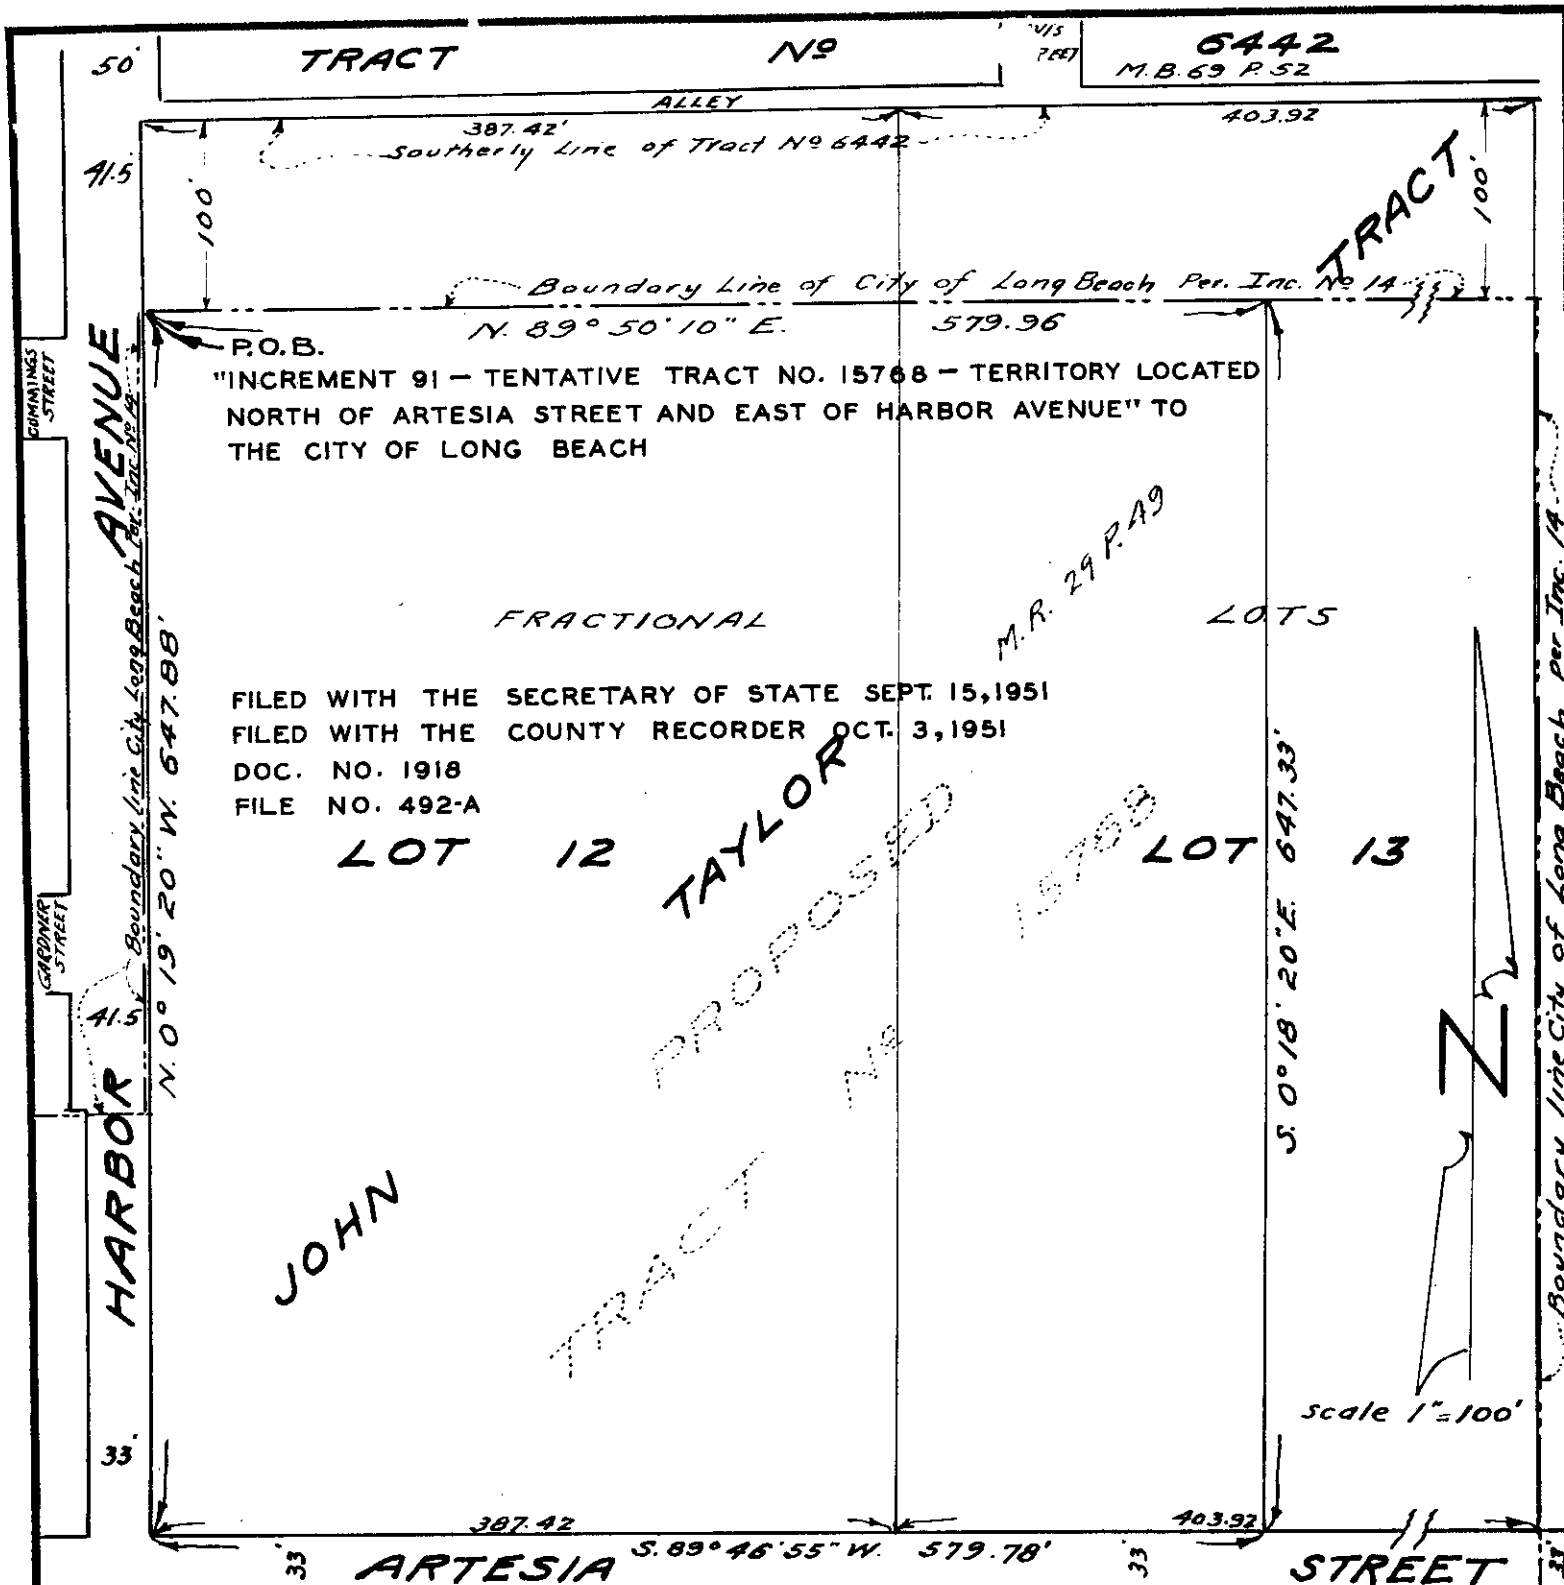 50'
TRACT Nº 6442
M.B. 69 P. 52
ALLEY
387.42' 403.92
Southerly Line of Tract Nº 6442
41.5
100'
100'
TRACT
Boundary Line of City of Long Beach Per. Inc. Nº 14
N. 89° 50' 10" E. 579.96
P.O.B.
"INCREMENT 91 – TENTATIVE TRACT NO. 15768 – TERRITORY LOCATED
NORTH OF ARTESIA STREET AND EAST OF HARBOR AVENUE" TO
THE CITY OF LONG BEACH
CUMMINGS
STREET
AVENUE
Boundary line City Long Beach Per. Inc. Nº 14
N. 0° 19' 20" W. 647.88'
M.R. 29 P. 49
FRACTIONAL LOTS
FILED WITH THE SECRETARY OF STATE SEPT. 15, 1951
FILED WITH THE COUNTY RECORDER OCT. 3, 1951
DOC. NO. 1918
FILE NO. 492-A
TAYLOR
LOT 12
LOT 13
PROPOSED
15768
Nº
TRACT
S. 0° 18' 20" E. 647.33'
Boundary line City of Long Beach per Inc. 14
GARDNER
STREET
41.5
HARBOR
JOHN
N
scale 1"=100'
33'
387.42 403.92
33'
S. 89° 46' 55" W. 579.78'
33'
ARTESIA STREET
33'